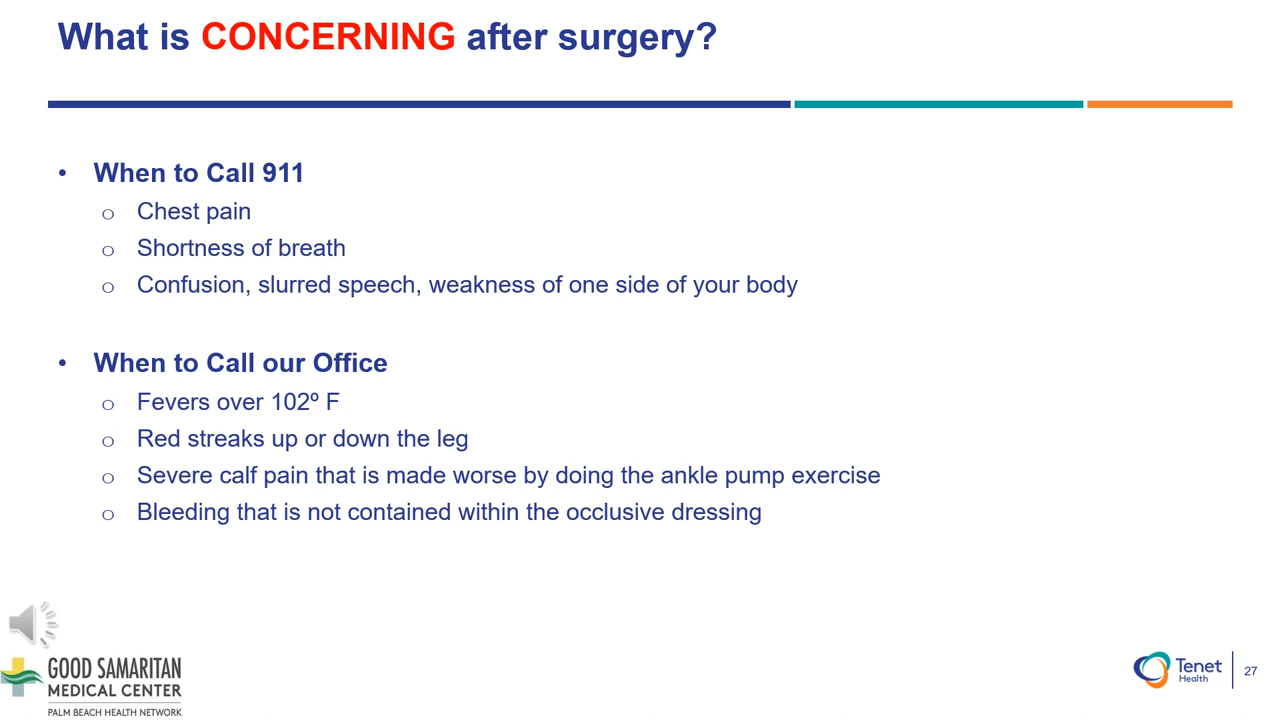 What is CONCERNING after surgery?
• When to Call 911
o Chest pain
o Shortness of breath
o Confusion, slurred speech, weakness of one side of your body
• When to Call our Office
o Fevers over 102º F
o Red streaks up or down the leg
o Severe calf pain that is made worse by doing the ankle pump exercise
o Bleeding that is not contained within the occlusive dressing
GOOD SAMARITAN
MEDICAL CENTER
PALM BEACH HEALTH NETWORK
Tenet
Health
27